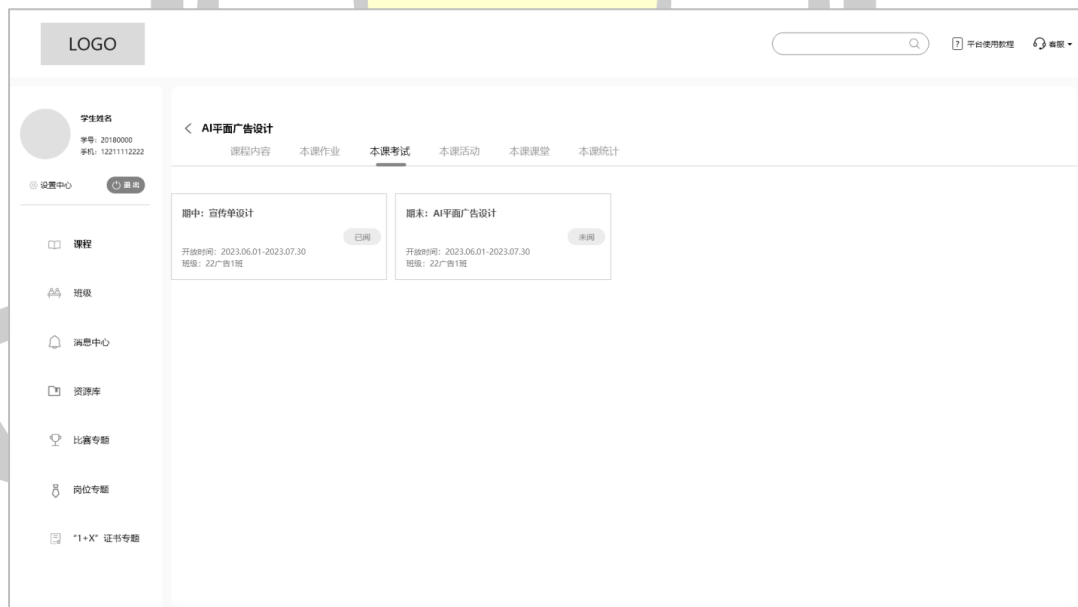 LOGO
? 平台使用教程
客服
学生姓名
学号：20180000
手机：12211112222
设置中心
退出
课程
班级
消息中心
资源库
比赛专题
岗位专题
“1+X”证书专题
AI平面广告设计
课程内容 本课作业 本课考试 本课活动 本课课堂 本课统计
期中：宣传单设计
已阅
开放时间：2023.06.01-2023.07.30
班级：22广告1班
期末：AI平面广告设计
未阅
开放时间：2023.06.01-2023.07.30
班级：22广告1班